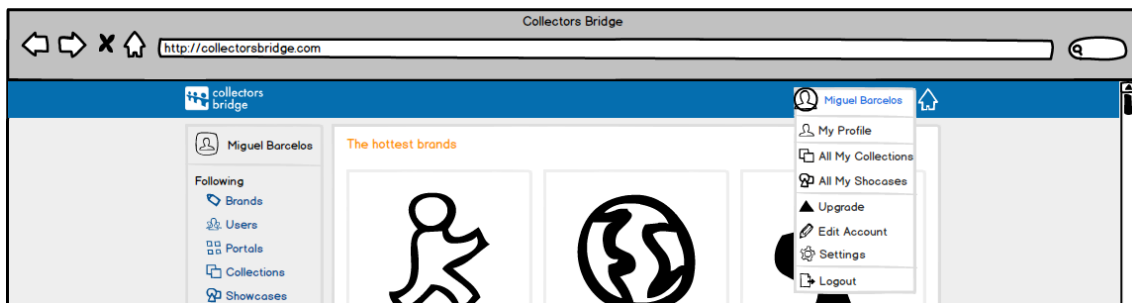 Collectors Bridge
http://collectorsbridge.com
collectors
bridge
Miguel Barcelos
Miguel Barcelos
Following
Brands
Users
Portals
Collections
Showcases
The hottest brands
My Profile
All My Collections
All My Shocases
Upgrade
Edit Account
Settings
Logout